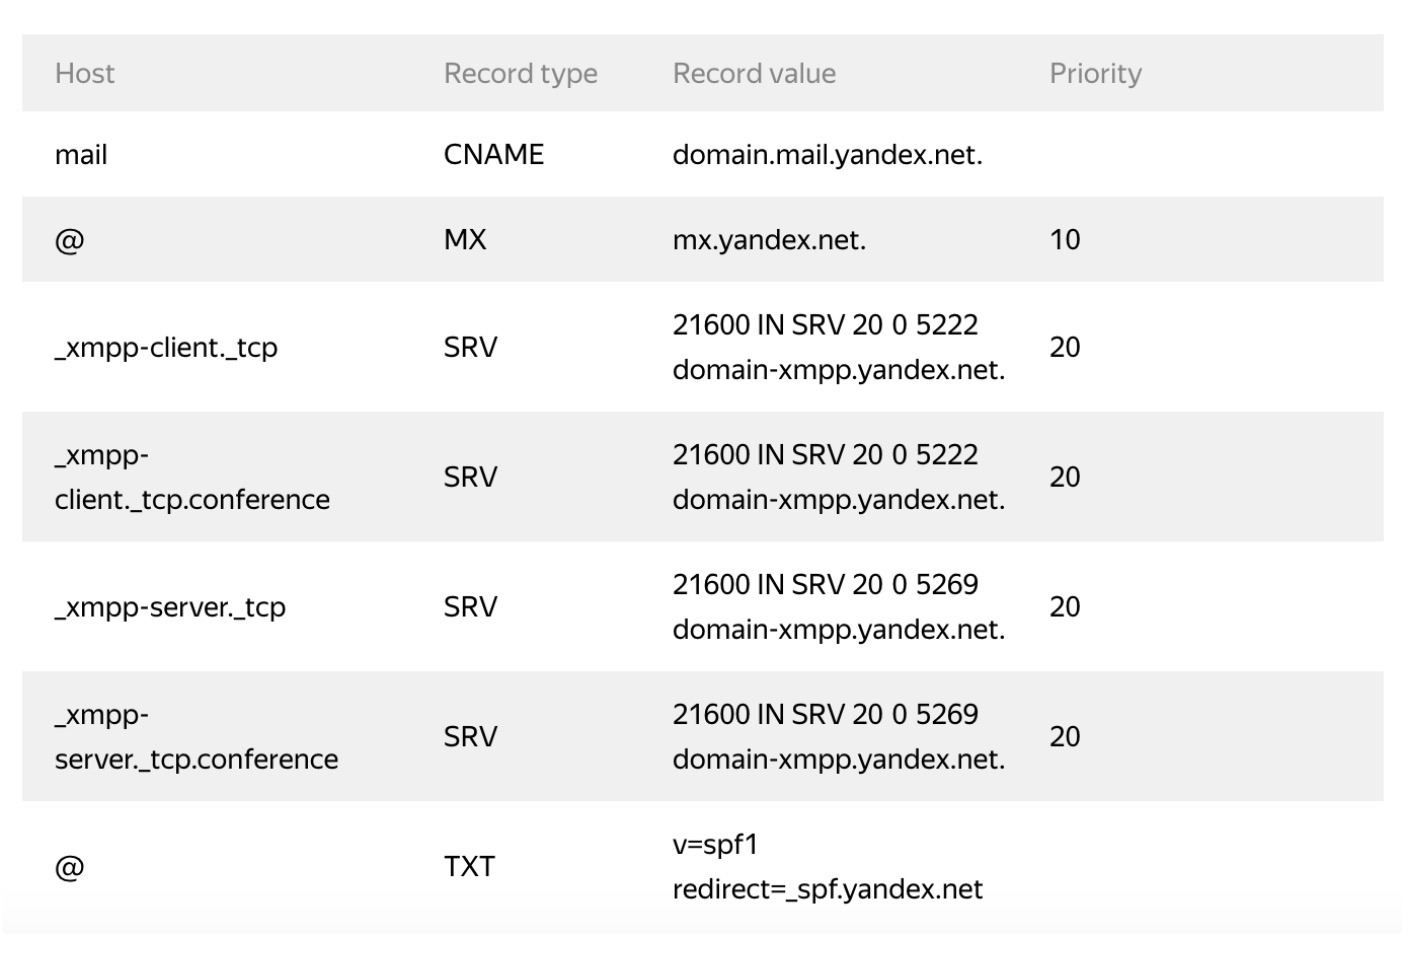 Host Record type Record value Priority
mail CNAME domain.mail.yandex.net.
@ MX mx.yandex.net. 10
_xmpp-client._tcp SRV 21600 IN SRV 20 0 5222 20
domain-xmpp.yandex.net.
_xmpp- SRV 21600 IN SRV 20 0 5222 20
client._tcp.conference domain-xmpp.yandex.net.
_xmpp-server._tcp SRV 21600 IN SRV 20 0 5269 20
domain-xmpp.yandex.net.
_xmpp- SRV 21600 IN SRV 20 0 5269 20
server._tcp.conference domain-xmpp.yandex.net.
@ TXT v=spf1
redirect=_spf.yandex.net